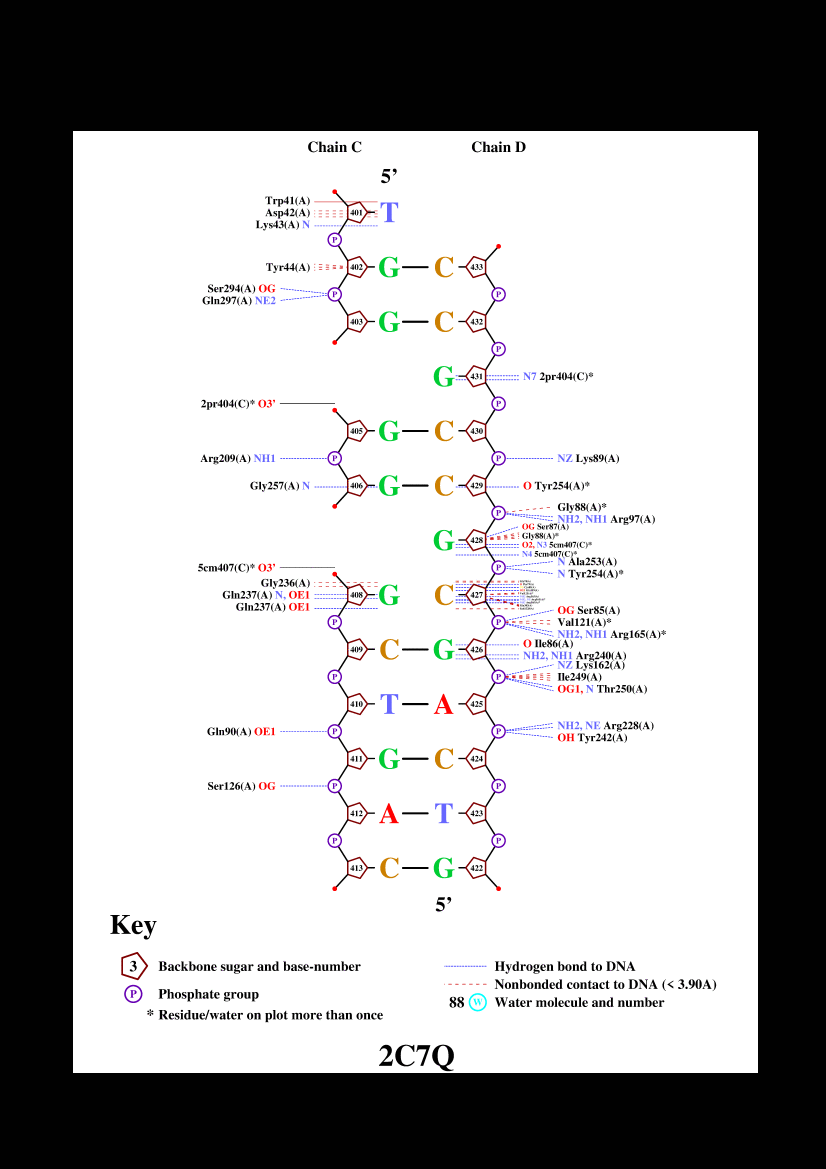 Chain C Chain D
5’
Trp41(A)
Asp42(A)
Lys43(A) N
401 T
P
Tyr44(A) 402 G C 433
Ser294(A) OG
Gln297(A) NE2
P P
403 G C 432
P
G 431 N7 2pr404(C)*
2pr404(C)* O3’ P
405 G C 430
Arg209(A) NH1 P P NZ Lys89(A)
Gly257(A) N 406 G C 429 O Tyr254(A)*
P Gly88(A)*
NH2, NH1 Arg97(A)
G 428 OG Ser87(A)
Gly88(A)*
O2, N3 5cm407(C)*
N4 5cm407(C)*
5cm407(C)* O3’ P N Ala253(A)
N Tyr254(A)*
Gly236(A)
Gln237(A) N, OE1
Gln237(A) OE1
408 G C 427
P P OG Ser85(A)
Val121(A)*
NH2, NH1 Arg165(A)*
409 C G 426 O Ile86(A)
NH2, NH1 Arg240(A)
P P NZ Lys162(A)
Ile249(A)
OG1, N Thr250(A)
410 T A 425
Gln90(A) OE1 P P NH2, NE Arg228(A)
OH Tyr242(A)
411 G C 424
Ser126(A) OG P P
412 A T 423
P P
413 C G 422
5’
Key
3 Backbone sugar and base-number
P Phosphate group
* Residue/water on plot more than once
Hydrogen bond to DNA
Nonbonded contact to DNA (< 3.90A)
88 W Water molecule and number
2C7Q